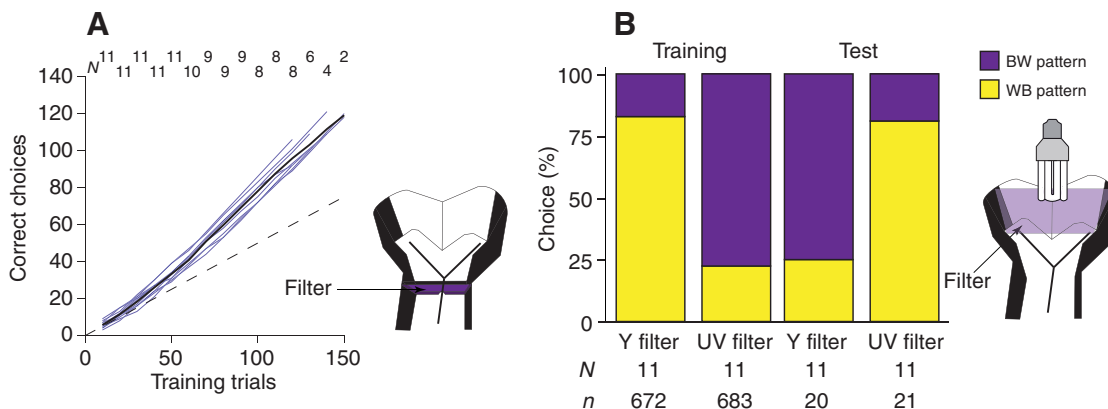 A
N 11 11 11 11 11 10 9 9 9 8 8 8 6 4 2
140
120
100
80
60
40
20
0
0 50 100 150
Correct choices
Training trials
Filter
B
Training Test
100
75
50
25
0
Choice (%)
Y filter UV filter Y filter UV filter
N 11 11 11 11
n 672 683 20 21
BW pattern
WB pattern
Filter